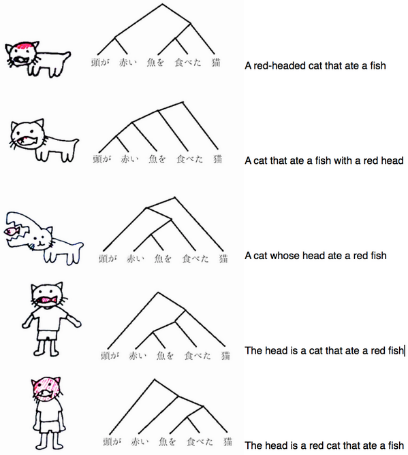 頭が 赤い 魚を 食べた 猫
A red-headed cat that ate a fish
頭が 赤い 魚を 食べた 猫
A cat that ate a fish with a red head
頭が 赤い 魚を 食べた 猫
A cat whose head ate a red fish
頭が 赤い 魚を 食べた 猫
The head is a cat that ate a red fish
頭が 赤い 魚を 食べた 猫
The head is a red cat that ate a fish